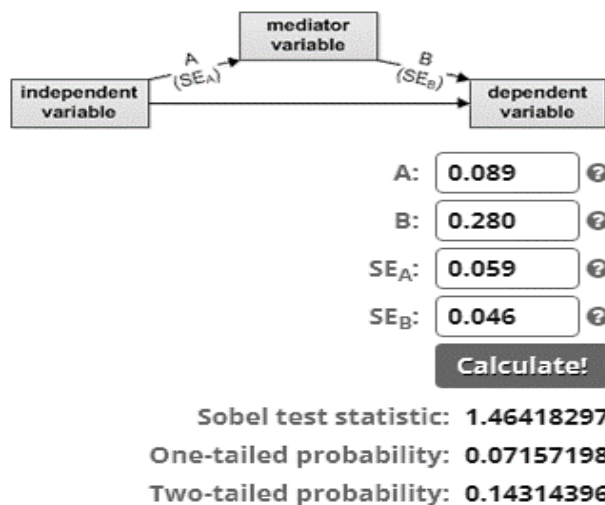 mediator
variable
A
(SEA)
B
(SEB)
independent
variable
dependent
variable
A: 0.089 ?
B: 0.280 ?
SEA: 0.059 ?
SEB: 0.046 ?
Calculate!
Sobel test statistic: 1.46418297
One-tailed probability: 0.07157198
Two-tailed probability: 0.14314396